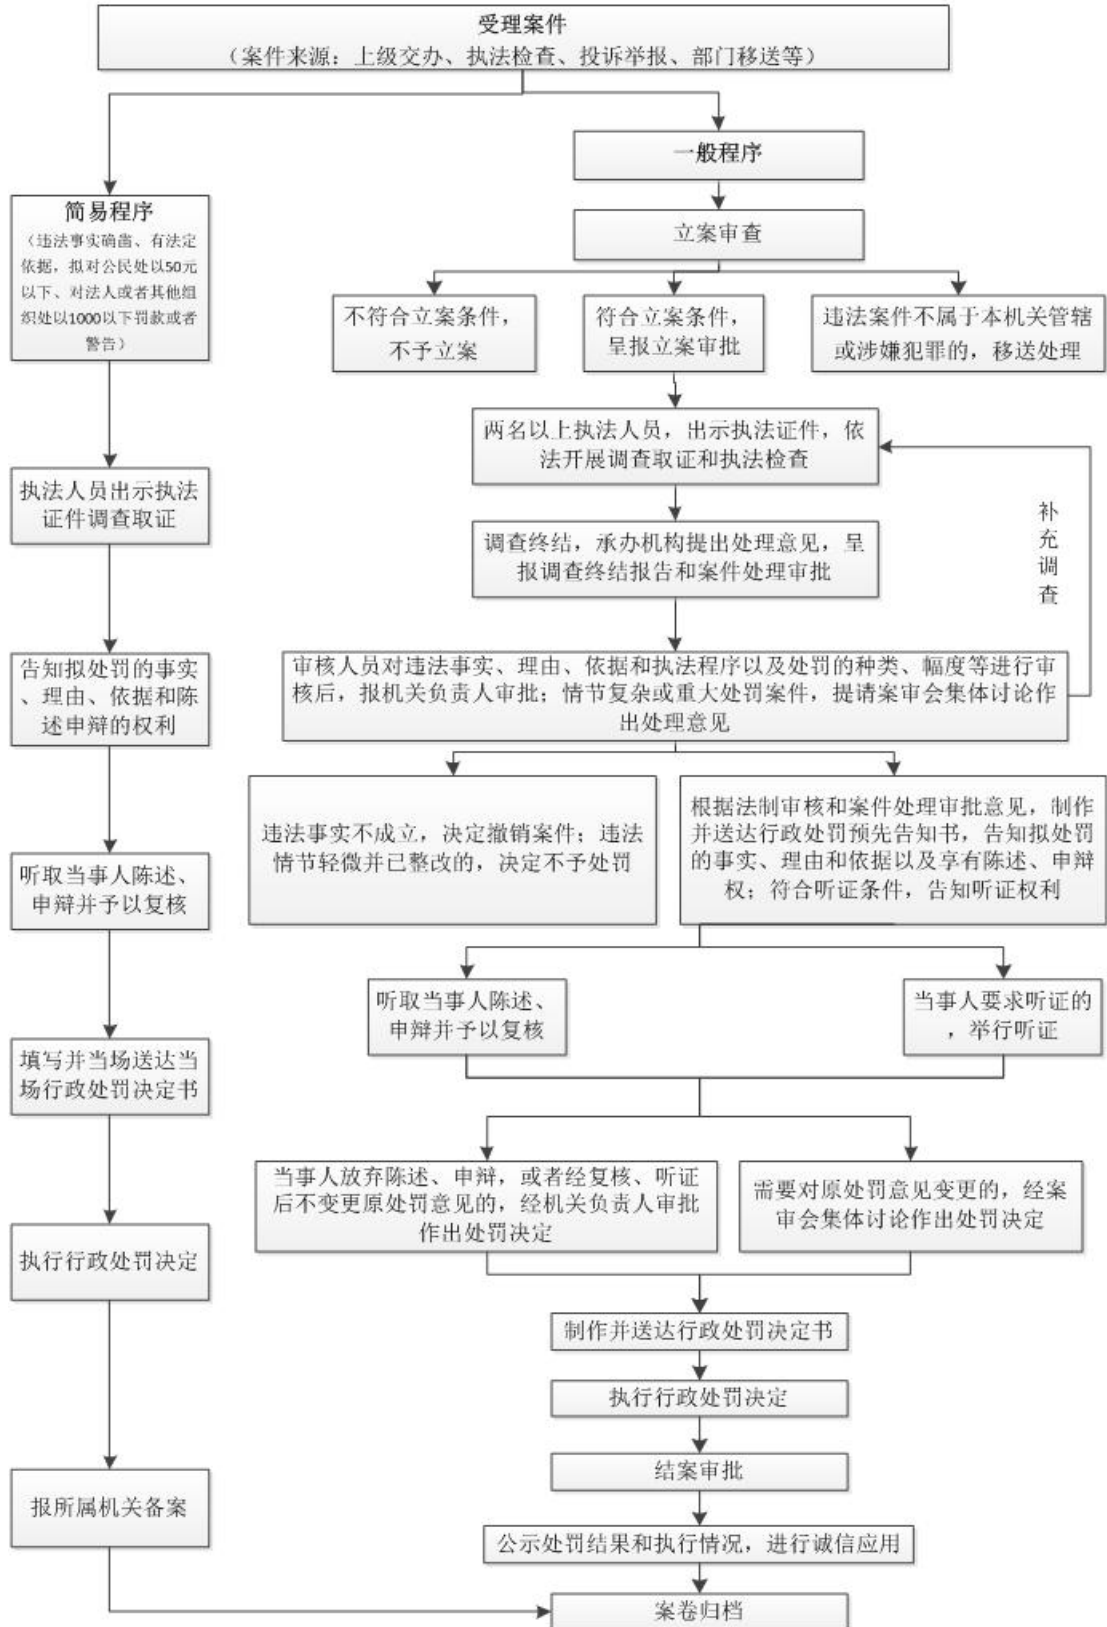 受理案件
（案件来源：上级交办、执法检查、投诉举报、部门移送等）
一般程序
简易程序
（违法事实确凿、有法定
依据，拟对公民处以50元
以下、对法人或者其他组
织处以1000以下罚款或者
警告）
立案审查
不符合立案条件，
不予立案
符合立案条件，
呈报立案审批
违法案件不属于本机关管辖
或涉嫌犯罪的，移送处理
两名以上执法人员，出示执法证件，依
法开展调查取证和执法检查
执法人员出示执法
证件调查取证
补
充
调
查
调查终结，承办机构提出处理意见，呈
报调查终结报告和案件处理审批
告知拟处罚的事实
、理由、依据和陈
述申辩的权利
审核人员对违法事实、理由、依据和执法程序以及处罚的种类、幅度等进行审
核后，报机关负责人审批；情节复杂或重大处罚案件，提请案审会集体讨论作
出处理意见
违法事实不成立，决定撤销案件；违法
情节轻微并已整改的，决定不予处罚
根据法制审核和案件处理审批意见，制作
并送达行政处罚预先告知书，告知拟处罚
的事实、理由和依据以及享有陈述、申辩
权；符合听证条件，告知听证权利
听取当事人陈述、
申辩并予以复核
听取当事人陈述、
申辩并予以复核
当事人要求听证的
，举行听证
填写并当场送达当
场行政处罚决定书
当事人放弃陈述、申辩，或者经复核、听证
后不变更原处罚意见的，经机关负责人审批
作出处罚决定
需要对原处罚意见变更的，经案
审会集体讨论作出处罚决定
执行行政处罚决定
制作并送达行政处罚决定书
执行行政处罚决定
结案审批
报所属机关备案
公示处罚结果和执行情况，进行诚信应用
案卷归档